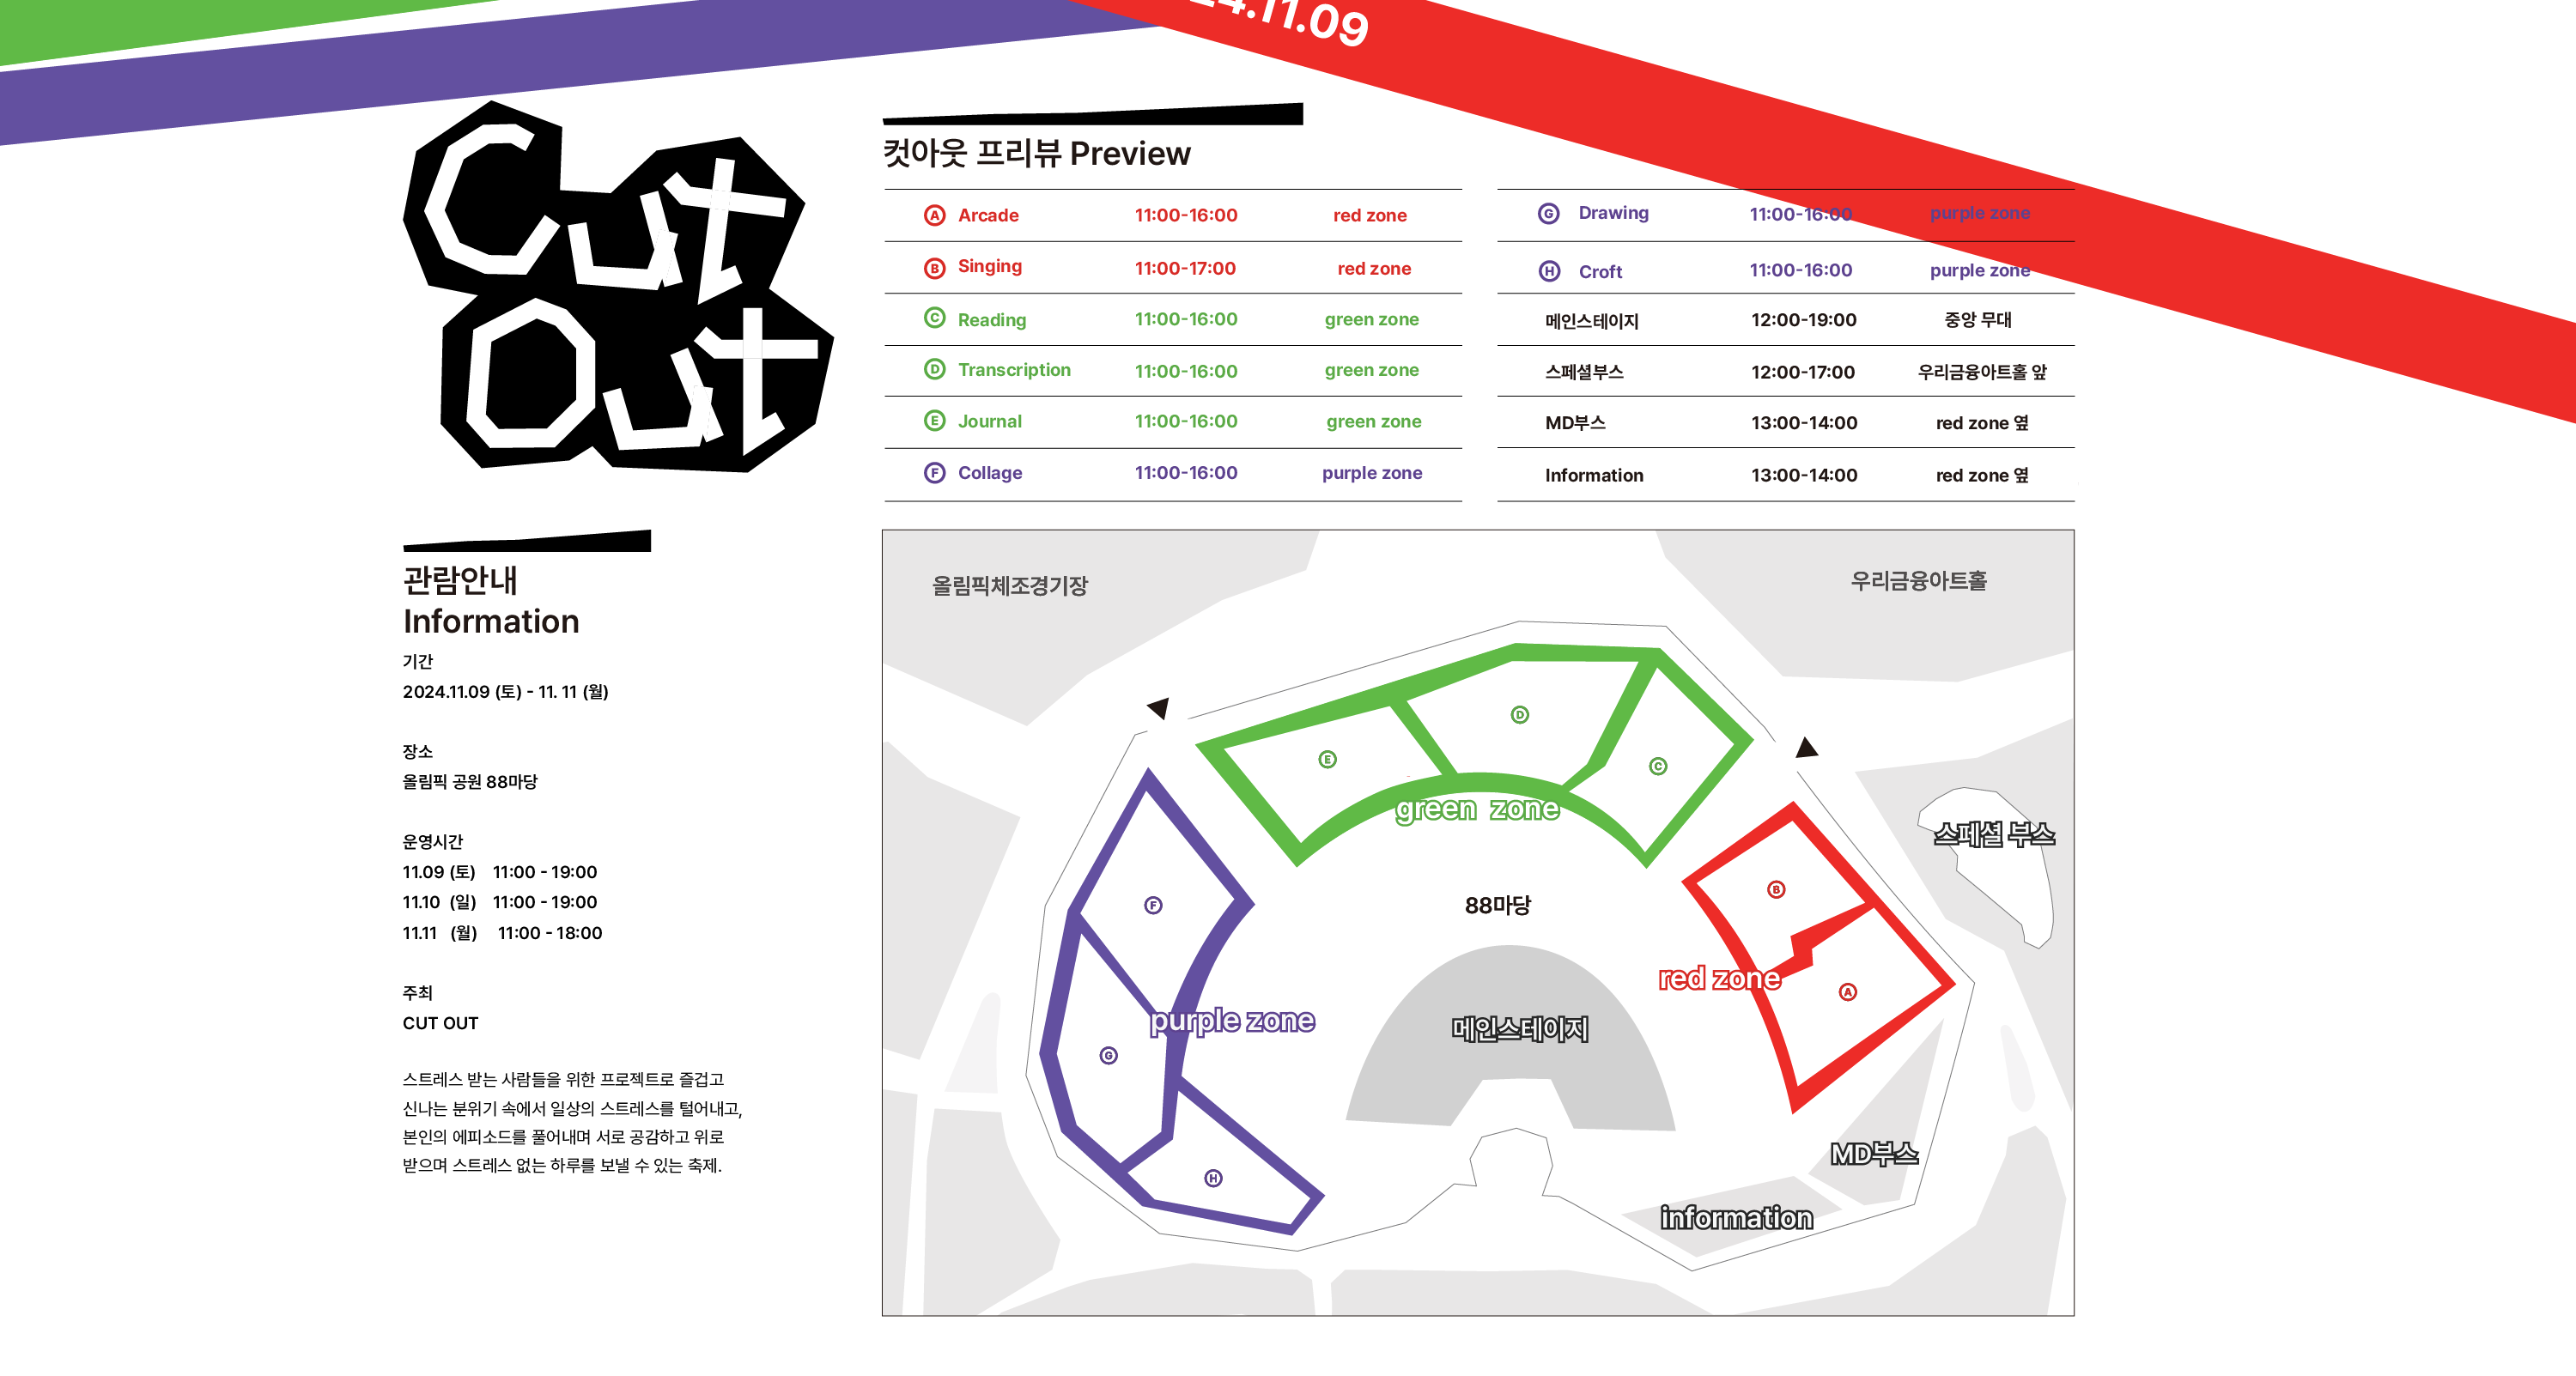 4.11.09
Cut
Out
컷아웃 프리뷰 Preview
A Arcade 11:00-16:00 red zone
B Singing 11:00-17:00 red zone
C Reading 11:00-16:00 green zone
D Transcription 11:00-16:00 green zone
E Journal 11:00-16:00 green zone
F Collage 11:00-16:00 purple zone
G Drawing 11:00-16:00 purple zone
H Croft 11:00-16:00 purple zone
메인스테이지 12:00-19:00 중앙 무대
스페셜부스 12:00-17:00 우리금융아트홀 앞
MD부스 13:00-14:00 red zone 옆
Information 13:00-14:00 red zone 옆
관람안내
Information
기간
2024.11.09 (토) - 11. 11 (월)
장소
올림픽 공원 88마당
운영시간
11.09 (토) 11:00 - 19:00
11.10 (일) 11:00 - 19:00
11.11 (월) 11:00 - 18:00
주최
CUT OUT
스트레스 받는 사람들을 위한 프로젝트로 즐겁고
신나는 분위기 속에서 일상의 스트레스를 털어내고,
본인의 에피소드를 풀어내며 서로 공감하고 위로
받으며 스트레스 없는 하루를 보낼 수 있는 축제.
올림픽체조경기장
우리금융아트홀
D
E
C
green zone
스페셜 부스
B
F
88마당
red zone
A
purple zone
메인스테이지
G
MD부스
H
information